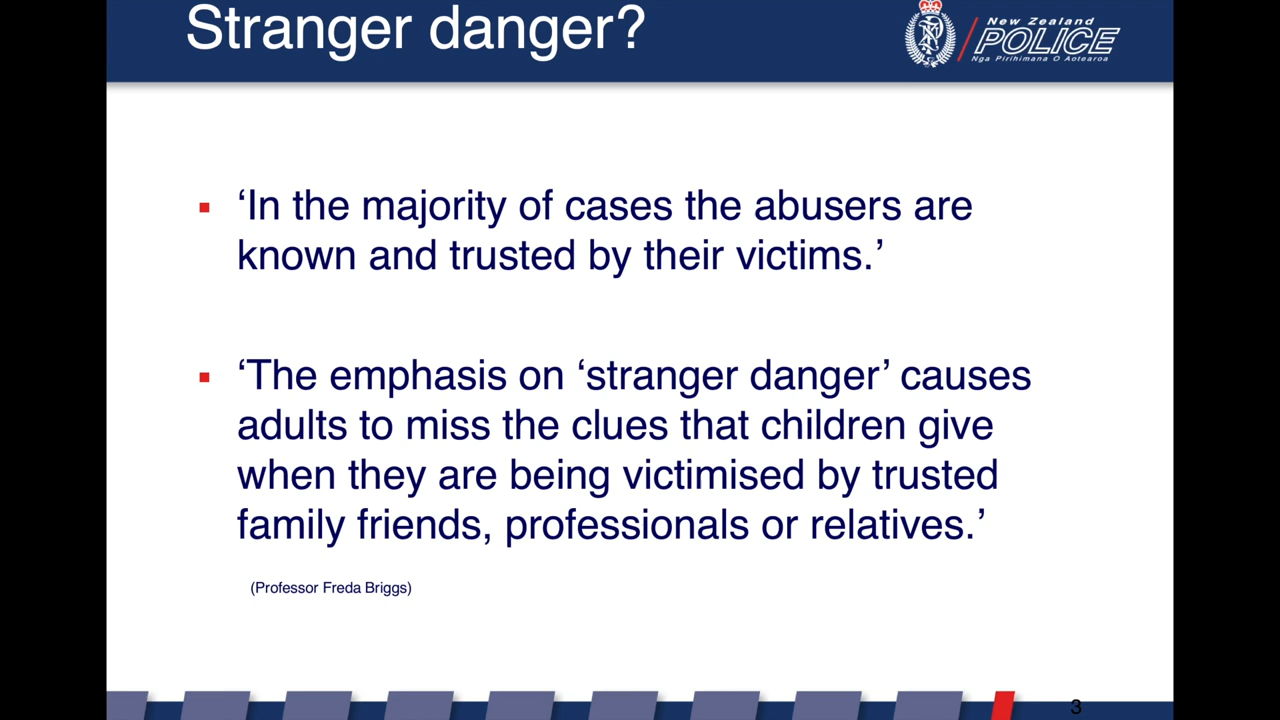 Stranger danger?
New Zealand
POLICE
Nga Pirihimana O Aotearoa
‘In the majority of cases the abusers are
known and trusted by their victims.’
‘The emphasis on ‘stranger danger’ causes
adults to miss the clues that children give
when they are being victimised by trusted
family friends, professionals or relatives.’
(Professor Freda Briggs)
3